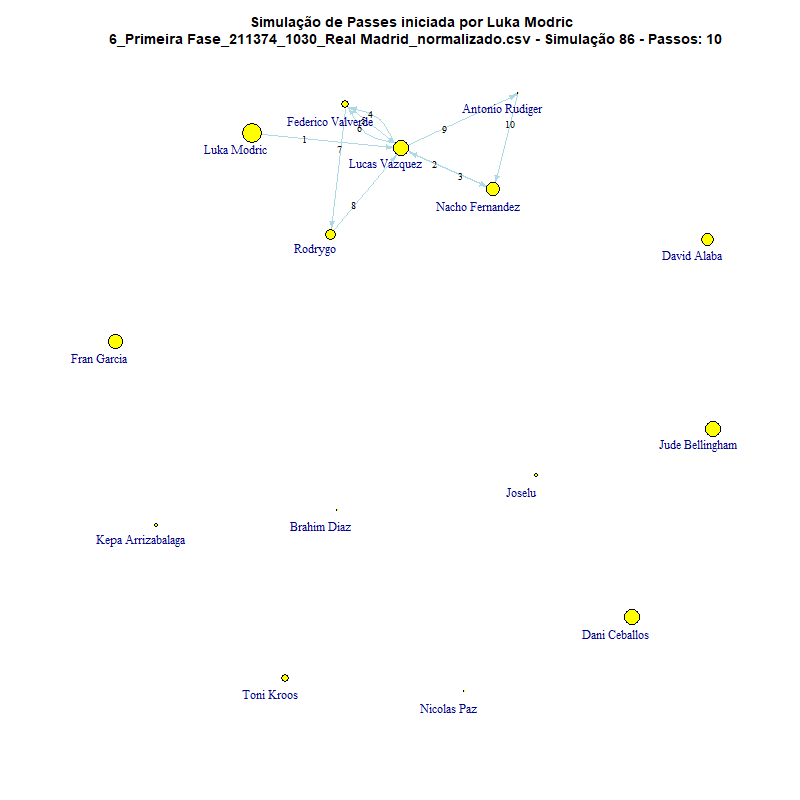 Simulação de Passes iniciada por Luka Modric
6_Primeira Fase_211374_1030_Real Madrid_normalizado.csv - Simulação 86 - Passos: 10
Antonio Rudiger
Federico Valverde
Luka Modric
Lucas Vazquez
Nacho Fernandez
Rodrygo
David Alaba
Fran Garcia
Jude Bellingham
Joselu
Brahim Diaz
Kepa Arrizabalaga
Dani Ceballos
Toni Kroos
Nicolas Paz
1
2
3
4
6
7
8
9
10